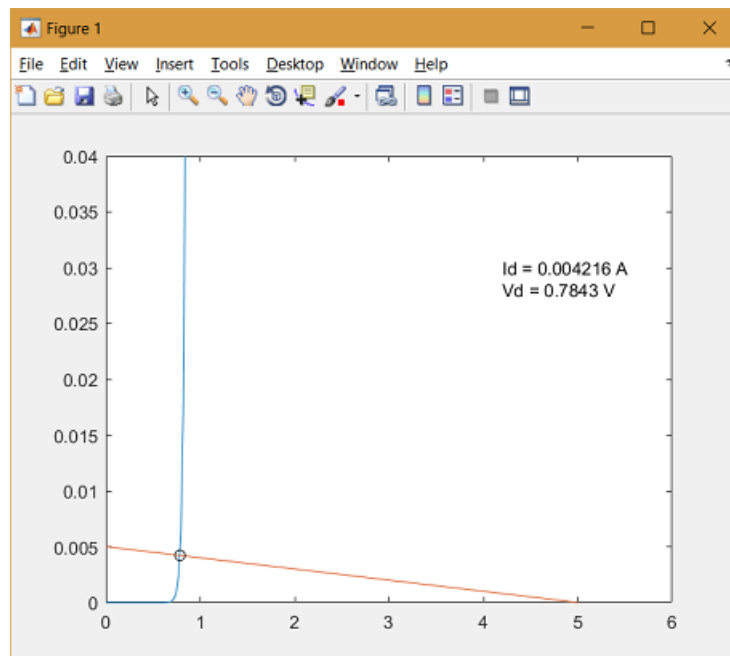 Figure 1
File Edit View Insert Tools Desktop Window Help
0.04
0.035
0.03
Id = 0.004216 A
Vd = 0.7843 V
0.025
0.02
0.015
0.01
0.005
0
0 1 2 3 4 5 6